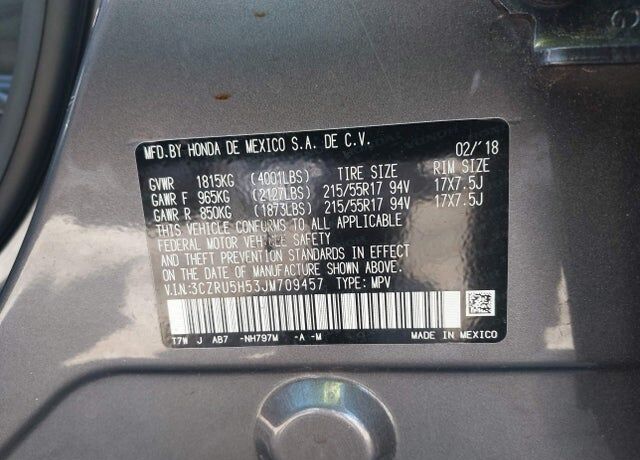 MFD.BY HONDA DE MEXICO S.A. DE C.V. 02/'18
GVWR 1815KG (4001LBS) TIRE SIZE RIM SIZE
GAWR F 965KG (2127LBS) 215/55R17 94V 17X7.5J
GAWR R 850KG (1873LBS) 215/55R17 94V 17X7.5J
THIS VEHICLE CONFORMS TO ALL APPLICABLE
FEDERAL MOTOR VEHICLE SAFETY
AND THEFT PREVENTION STANDARDS IN EFFECT
ON THE DATE OF MANUFACTURE SHOWN ABOVE.
V.I.N:3CZRU5H53JM709457 TYPE: MPV
T7W J AB7 -NH797M -A -M MADE IN MEXICO